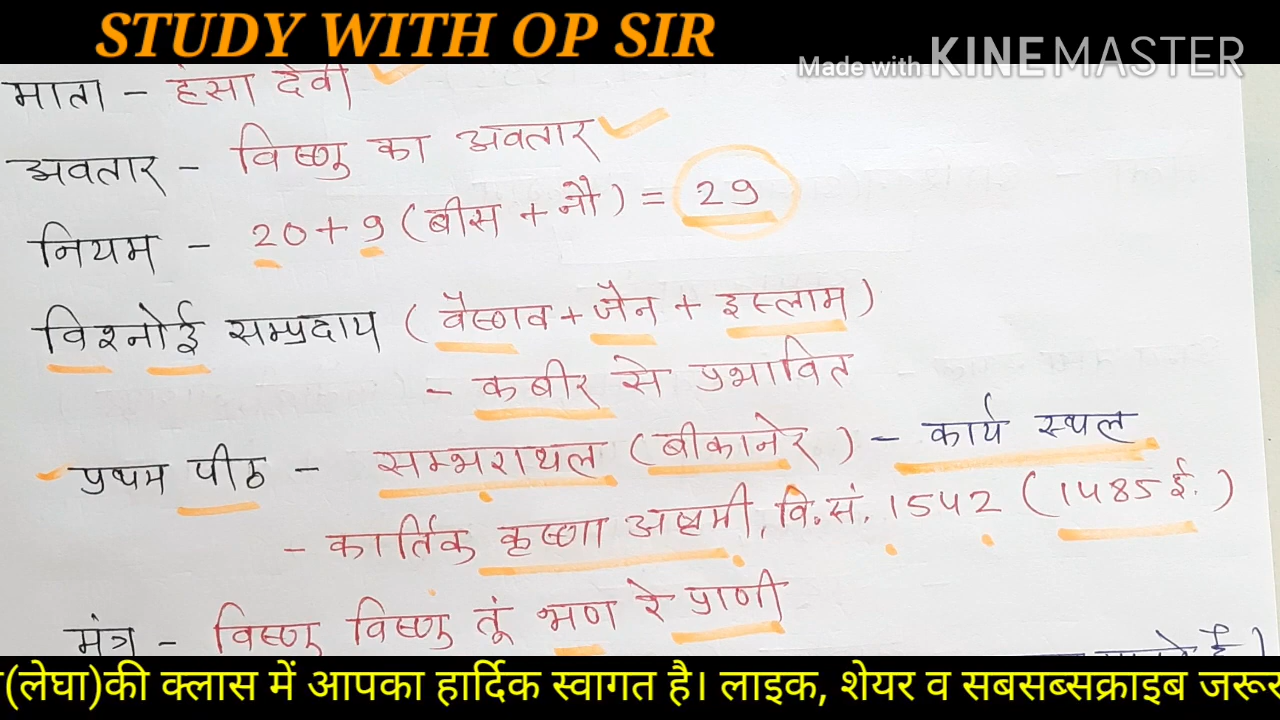 STUDY WITH OP SIR
Made with KINEMASTER
माता - हंसा देवी
अवतार - विष्णु का अवतार
नियम - 20+9 (बीस + नौ) = 29
विश्नोई सम्प्रदाय (वैष्णव + जैन + इस्लाम)
- कबीर से प्रभावित
प्रथम पीठ - सम्भराथल (बीकानेर) - कार्य स्थल
- कार्तिक कृष्णा अष्टमी, वि.सं. 1542 (1485 ई.)
मंत्र - विष्णु विष्णु तूं भण रे प्राणी
(लेघा)की क्लास में आपका हार्दिक स्वागत है। लाइक, शेयर व सबसब्सक्राइब जरूर